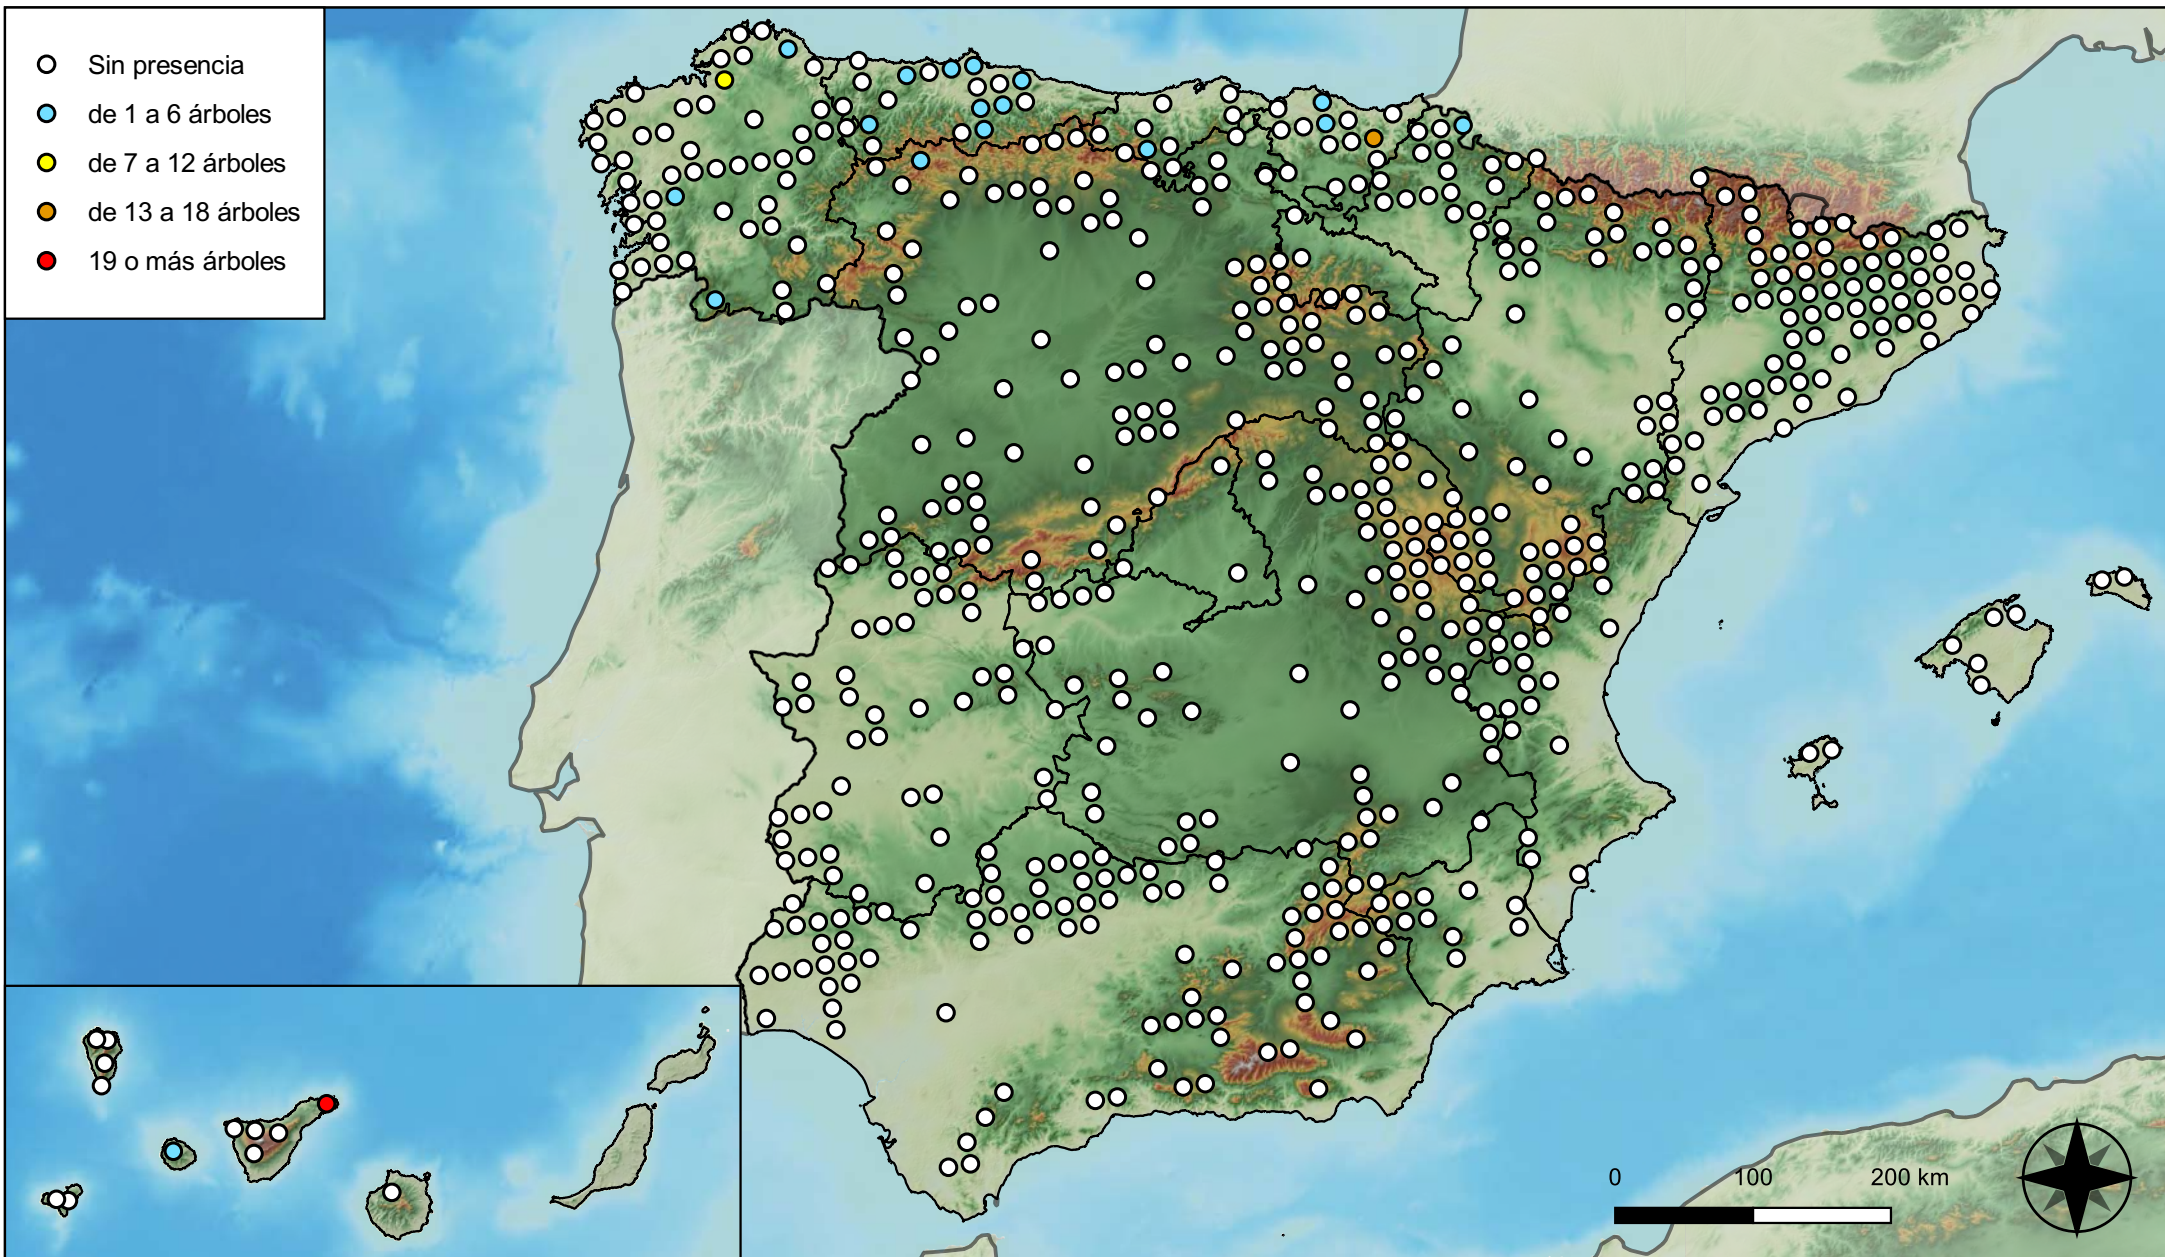 Sin presencia
de 1 a 6 árboles
de 7 a 12 árboles
de 13 a 18 árboles
19 o más árboles
0 100 200 km